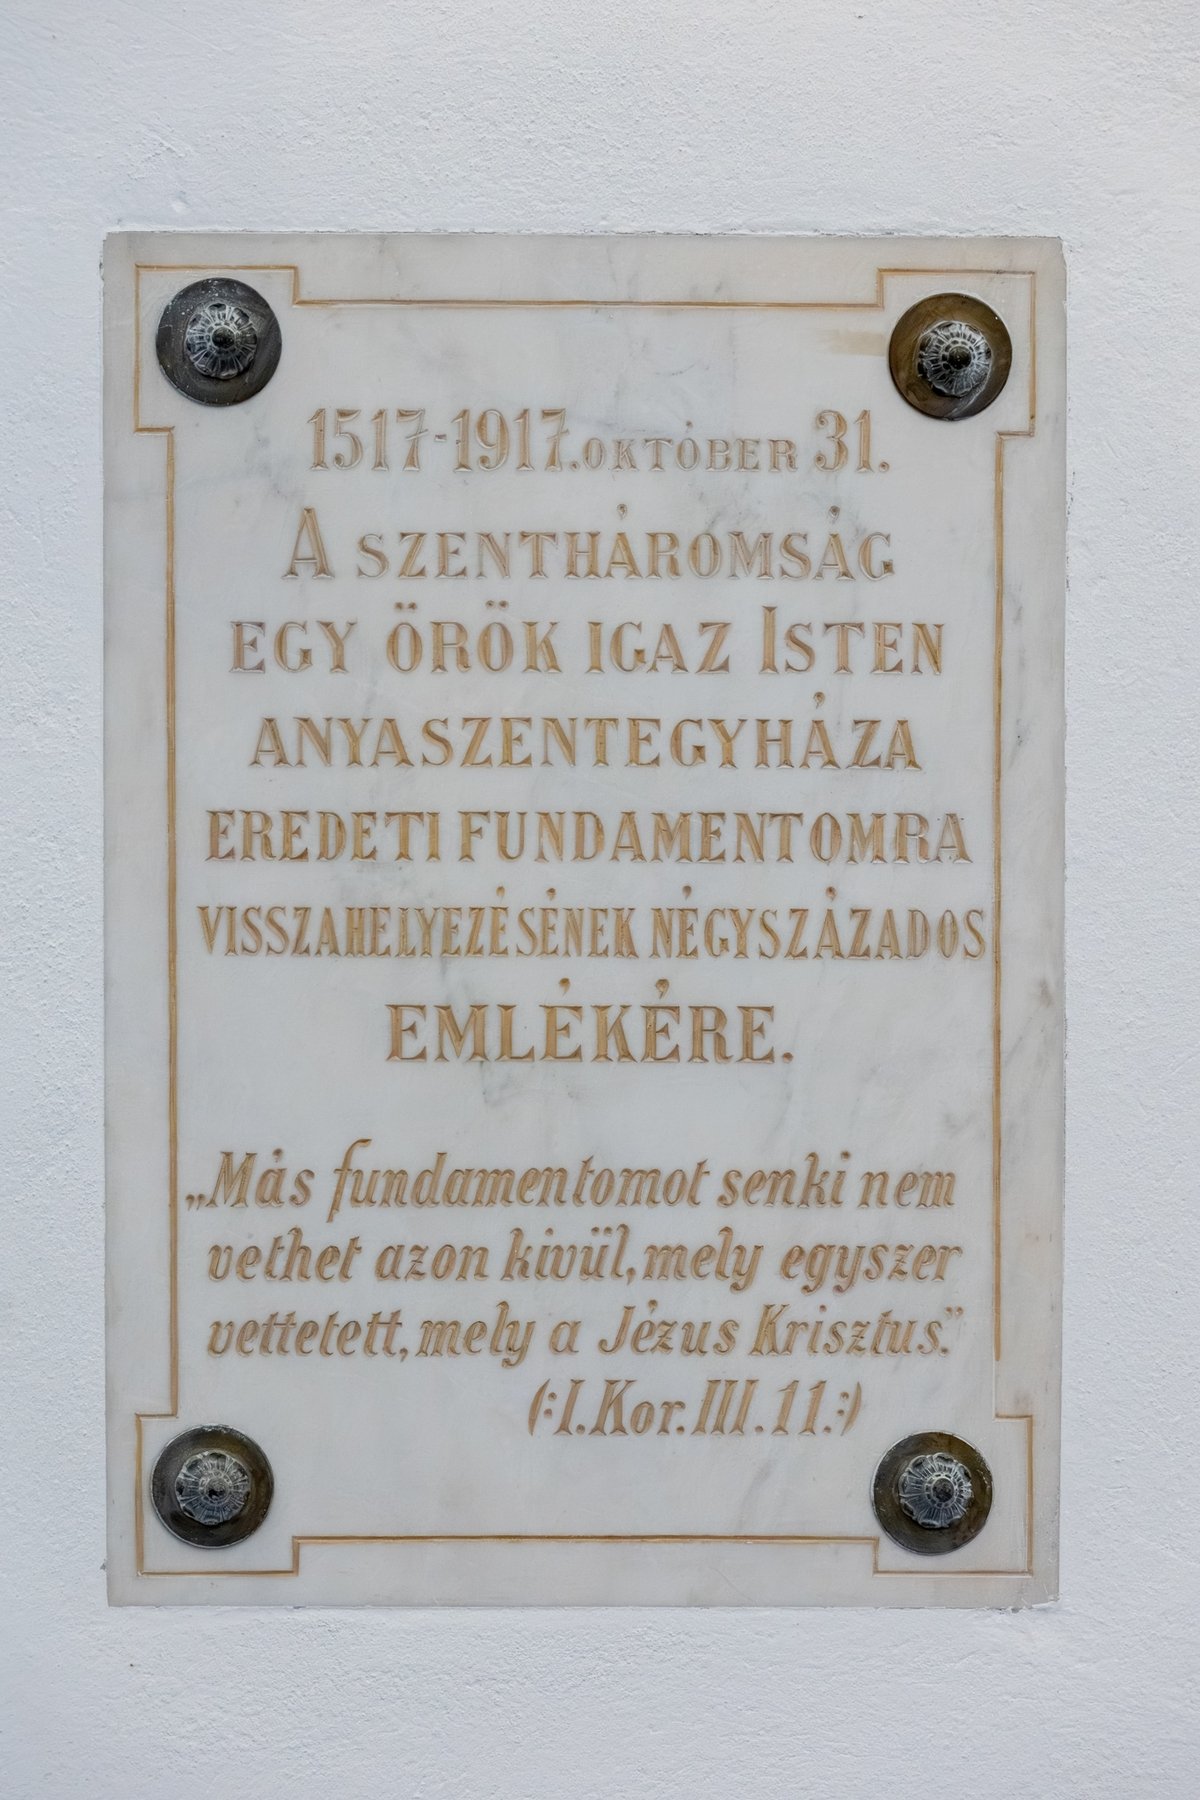 1517-1917. OKTÓBER 31.
A SZENTHÁROMSÁG
EGY ÖRÖK IGAZ ISTEN
ANYASZENTEGYHÁZA
EREDETI FUNDAMENTOMRA
VISSZAHELYEZÉSÉNEK NÉGYSZÁZADOS
EMLÉKÉRE.
„Más fundamentomot senki nem
vethet azon kivül, mely egyszer
vettetett, mely a Jézus Krisztus."
(:I. Kor. III. 11.:)